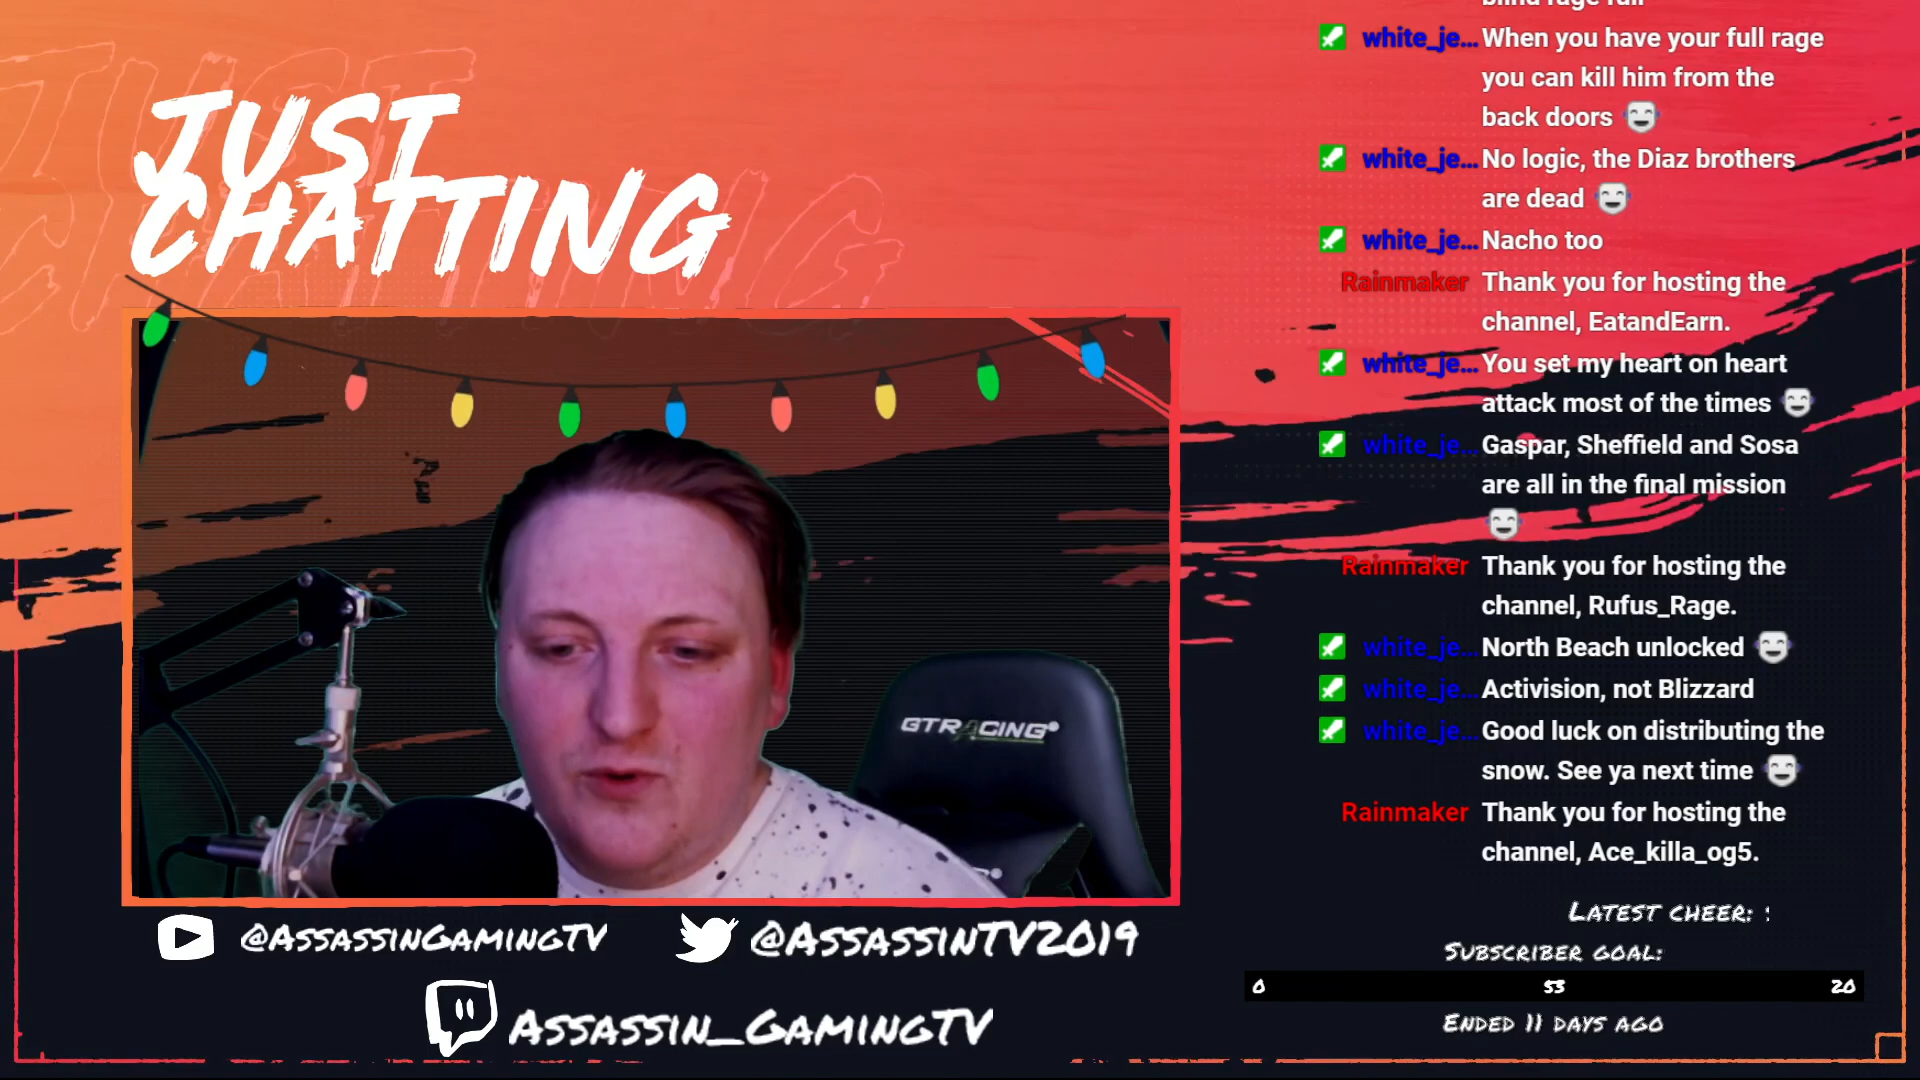 JUST
CHATTING
white_je... When you have your full rage
you can kill him from the
back doors
white_je... No logic, the Diaz brothers
are dead
white_je... Nacho too
Rainmaker Thank you for hosting the
channel, EatandEarn.
white_je... You set my heart on heart
attack most of the times
white_je... Gaspar, Sheffield and Sosa
are all in the final mission
Rainmaker Thank you for hosting the
channel, Rufus_Rage.
white_je... North Beach unlocked
white_je... Activision, not Blizzard
white_je... Good luck on distributing the
snow. See ya next time
Rainmaker Thank you for hosting the
channel, Ace_killa_og5.
GTRACING®
@ASSASSINGAMINGTV
@ASSASSINTV2019
ASSASSIN_GAMINGTV
LATEST CHEER:
SUBSCRIBER GOAL:
0 53 20
ENDED 11 DAYS AGO